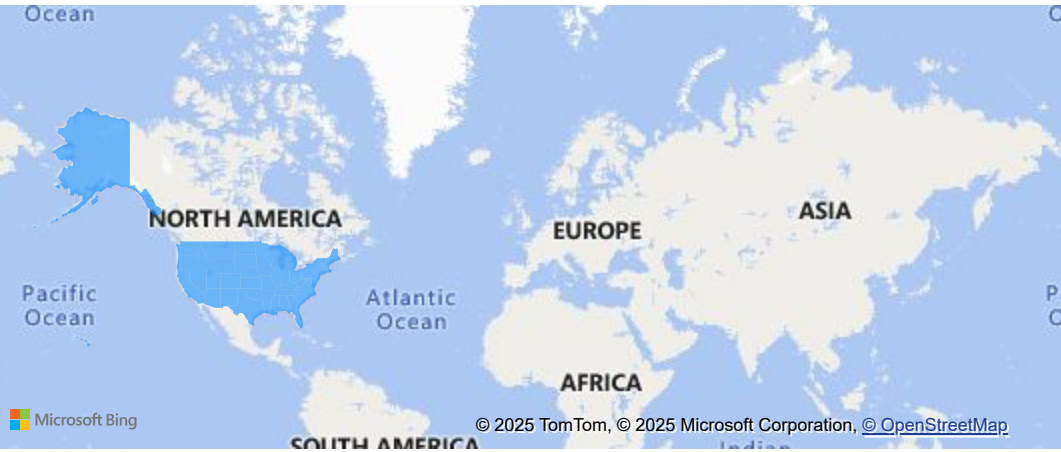 Ocean
NORTH AMERICA
EUROPE
ASIA
Pacific
Ocean
Atlantic
Ocean
P
O
AFRICA
Microsoft Bing
© 2025 TomTom, © 2025 Microsoft Corporation, © OpenStreetMap
SOUTH AMERICA
Indian